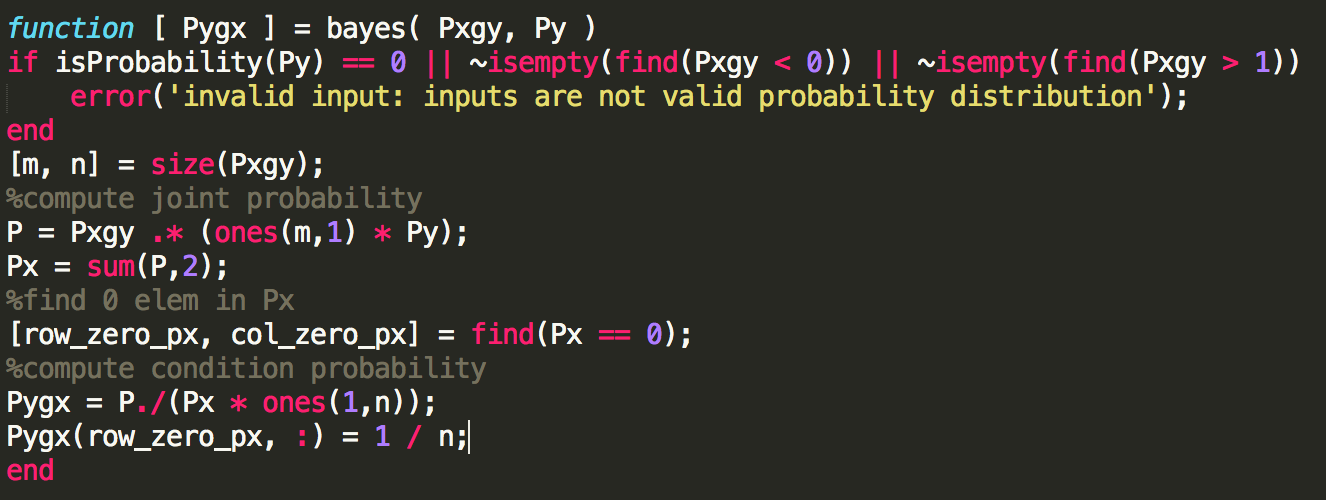 function [ Pygx ] = bayes( Pxgy, Py )
if isProbability(Py) == 0 || ~isempty(find(Pxgy < 0)) || ~isempty(find(Pxgy > 1))
    error('invalid input: inputs are not valid probability distribution');
end
[m, n] = size(Pxgy);
%compute joint probability
P = Pxgy .* (ones(m,1) * Py);
Px = sum(P,2);
%find 0 elem in Px
[row_zero_px, col_zero_px] = find(Px == 0);
%compute condition probability
Pygx = P./(Px * ones(1,n));
Pygx(row_zero_px, :) = 1 / n;
end